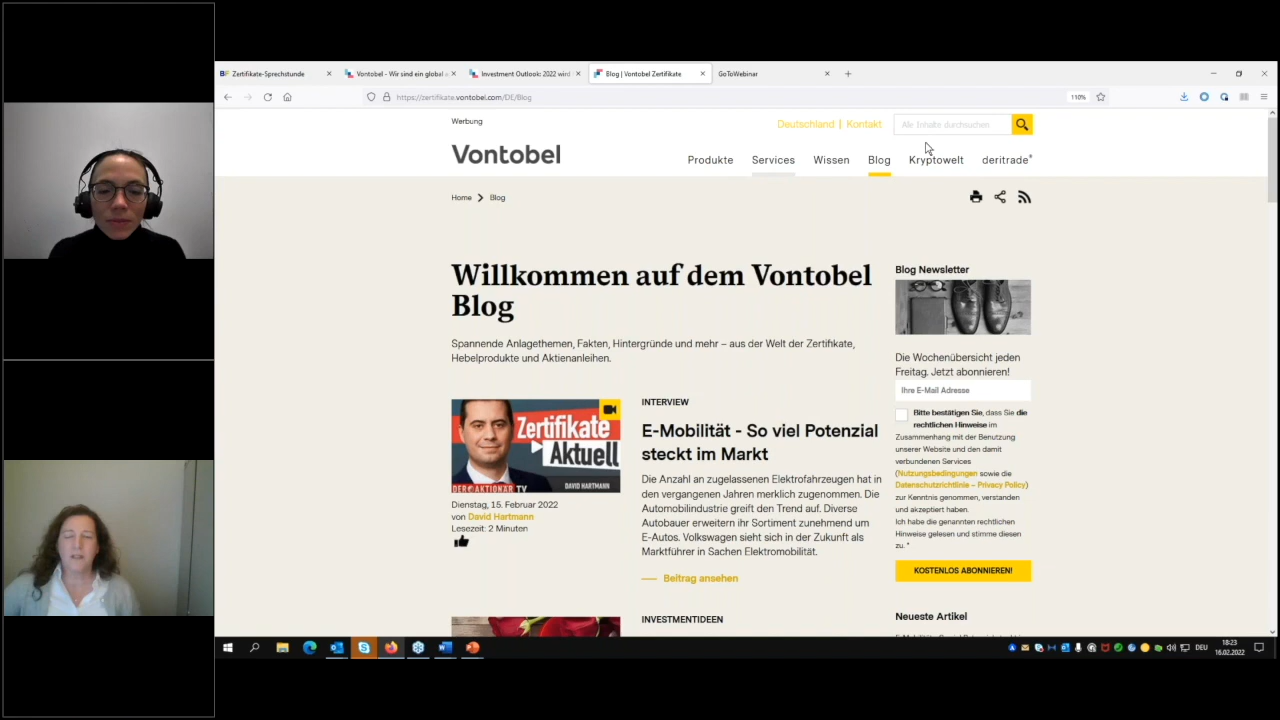 Zertifikate-Sprechstunde
Vontobel - Wir sind ein global
Investment Outlook: 2022 wird
Blog | Vontobel Zertifikate
GoToWebinar
https://zertifikate.vontobel.com/DE/Blog
110%
Werbung
Deutschland | Kontakt
Alle Inhalte durchsuchen
Vontobel
Produkte Services Wissen Blog Kryptowelt deritrade®
Home Blog
Willkommen auf dem Vontobel
Blog
Spannende Anlagethemen, Fakten, Hintergründe und mehr – aus der Welt der Zertifikate,
Hebelprodukte und Aktienanleihen.
Zertifikate
Aktuell
DER AKTIONÄR TV
DAVID HARTMANN
Dienstag, 15. Februar 2022
von David Hartmann
Lesezeit: 2 Minuten
INTERVIEW
E-Mobilität - So viel Potenzial
steckt im Markt
Die Anzahl an zugelassenen Elektrofahrzeugen hat in
den vergangenen Jahren merklich zugenommen. Die
Automobilindustrie greift den Trend auf. Diverse
Autobauer erweitern ihr Sortiment zunehmend um
E-Autos. Volkswagen sieht sich in der Zukunft als
Marktführer in Sachen Elektromobilität.
Beitrag ansehen
INVESTMENTIDEEN
Blog Newsletter
Die Wochenübersicht jeden
Freitag. Jetzt abonnieren!
Ihre E-Mail Adresse
Bitte bestätigen Sie, dass Sie die
rechtlichen Hinweise im
Zusammenhang mit der Benutzung
unserer Website und den damit
verbundenen Services
(Nutzungsbedingungen sowie die
Datenschutzrichtlinie – Privacy Policy)
zur Kenntnis genommen, verstanden
und akzeptiert haben.
Ich habe die genannten rechtlichen
Hinweise gelesen und stimme diesen
zu. *
KOSTENLOS ABONNIEREN!
Neueste Artikel
DEU
18:23
16.02.2022